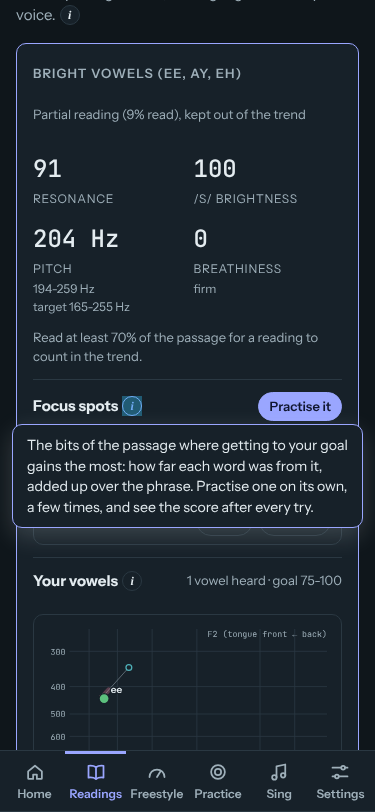 voice. i
BRIGHT VOWELS (EE, AY, EH)
Partial reading (9% read), kept out of the trend
91
RESONANCE
100
/S/ BRIGHTNESS
204 Hz
PITCH
194-259 Hz
target 165-255 Hz
0
BREATHINESS
firm
Read at least 70% of the passage for a reading to
count in the trend.
Focus spots i
Practise it
The bits of the passage where getting to your goal
gains the most: how far each word was from it,
added up over the phrase. Practise one on its own,
a few times, and see the score after every try.
Your vowels i
1 vowel heard · goal 75-100
F2 (tongue front ← back)
300
400
500
600
ee
Home
Readings
Freestyle
Practice
Sing
Settings